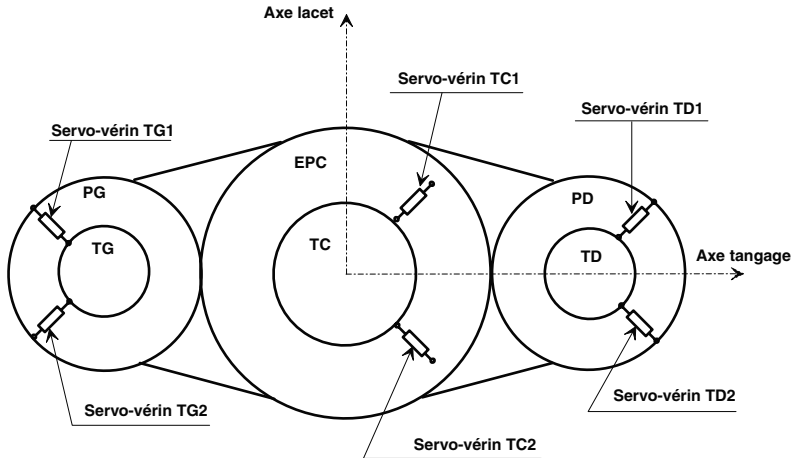 Axe lacet
Servo-vérin TC1
Servo-vérin TD1
Servo-vérin TG1
EPC
PG
PD
TG
TC
TD
Axe tangage
Servo-vérin TG2
Servo-vérin TD2
Servo-vérin TC2